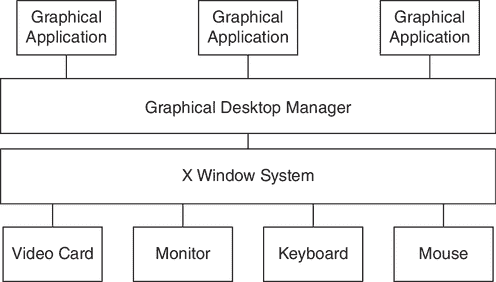 Graphical
Application
Graphical
Application
Graphical
Application
Graphical Desktop Manager
X Window System
Video Card
Monitor
Keyboard
Mouse